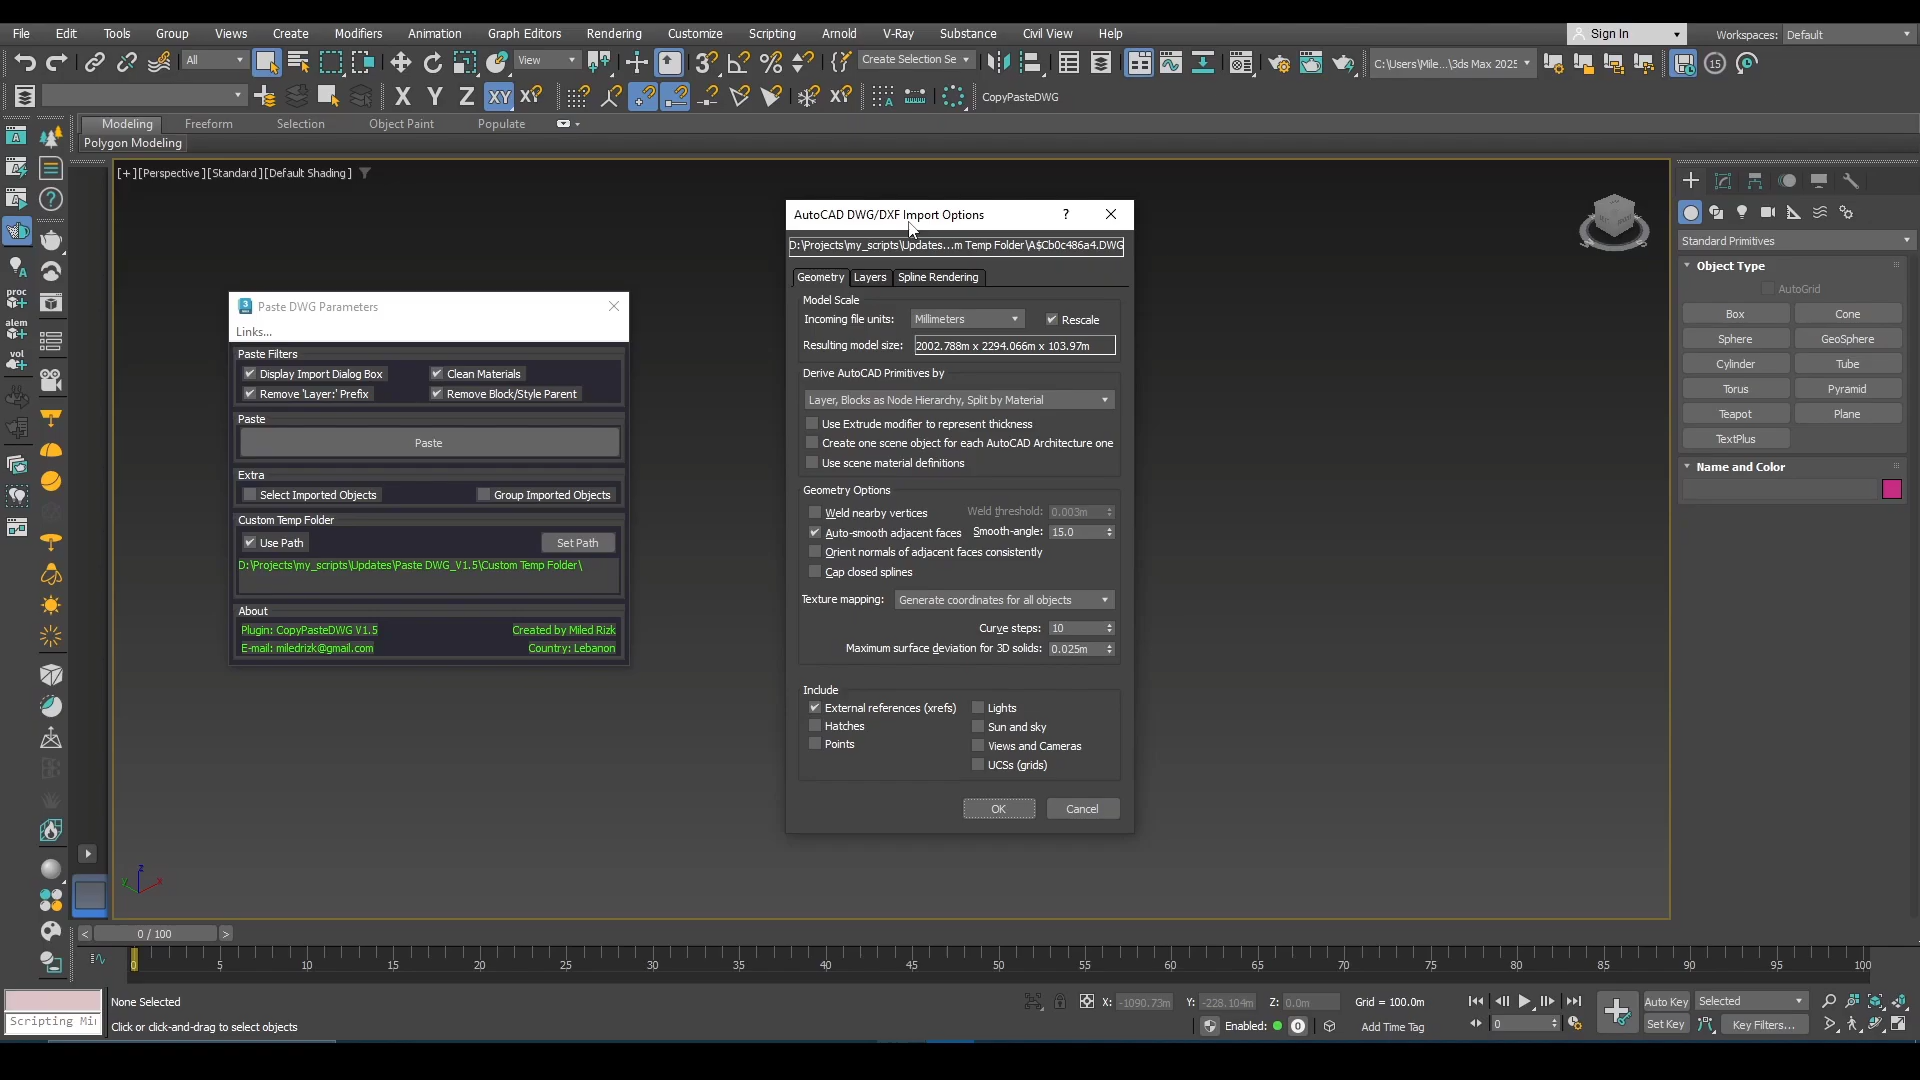 File Edit Tools Group Views Create Modifiers Animation Graph Editors Rendering Customize Scripting Arnold V-Ray Substance Civil View Help Sign In Workspaces: Default
All View Create Selection Se C:\Users\Mile...\3ds Max 2025 15
X Y Z XY CopyPasteDWG
Modeling Freeform Selection Object Paint Populate
Polygon Modeling
[+][Perspective][Standard][Default Shading]
proc
alem
vol
Paste DWG Parameters
Links...
Paste Filters
Display Import Dialog Box Clean Materials
Remove 'Layer:' Prefix Remove Block/Style Parent
Paste
Paste
Extra
Select Imported Objects Group Imported Objects
Custom Temp Folder
Use Path Set Path
D:\Projects\my_scripts\Updates\Paste DWG_V1.5\Custom Temp Folder\
About
Plugin: CopyPasteDWG V1.5 Created by Miled Rizk
E-mail: miledrizk@gmail.com Country: Lebanon
AutoCAD DWG/DXF Import Options ?
D:\Projects\my_scripts\Updates...m Temp Folder\A$Cb0c486a4.DWG
Geometry Layers Spline Rendering
Model Scale
Incoming file units: Millimeters Rescale
Resulting model size: 2002.788m x 2294.066m x 103.97m
Derive AutoCAD Primitives by
Layer, Blocks as Node Hierarchy, Split by Material
Use Extrude modifier to represent thickness
Create one scene object for each AutoCAD Architecture one
Use scene material definitions
Geometry Options
Weld nearby vertices Weld threshold: 0.003m
Auto-smooth adjacent faces Smooth-angle: 15.0
Orient normals of adjacent faces consistently
Cap closed splines
Texture mapping: Generate coordinates for all objects
Curve steps: 10
Maximum surface deviation for 3D solids: 0.025m
Include
External references (xrefs) Lights
Hatches Sun and sky
Points Views and Cameras
UCSs (grids)
OK Cancel
Standard Primitives
Object Type
AutoGrid
Box Cone
Sphere GeoSphere
Cylinder Tube
Torus Pyramid
Teapot Plane
TextPlus
Name and Color
z
y x
< 0 / 100 >
0 5 10 15 20 25 30 35 40 45 50 55 60 65 70 75 80 85 90 95 100
None Selected X: -1090.73m Y: -228.104m Z: 0.0m Grid = 100.0m Auto Key Selected
Scripting Mi Click or click-and-drag to select objects Enabled: 0 Add Time Tag 0 Set Key Key Filters...